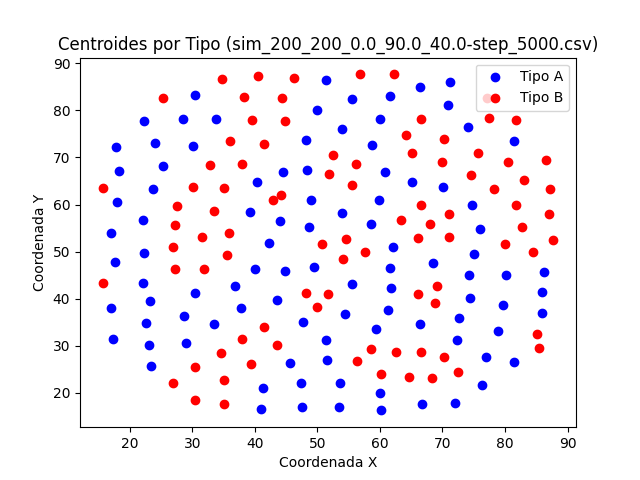 Centroides por Tipo (sim_200_200_0.0_90.0_40.0-step_5000.csv)
Tipo A
Tipo B
90
80
70
60
50
40
30
20
Coordenada Y
20 30 40 50 60 70 80 90
Coordenada X